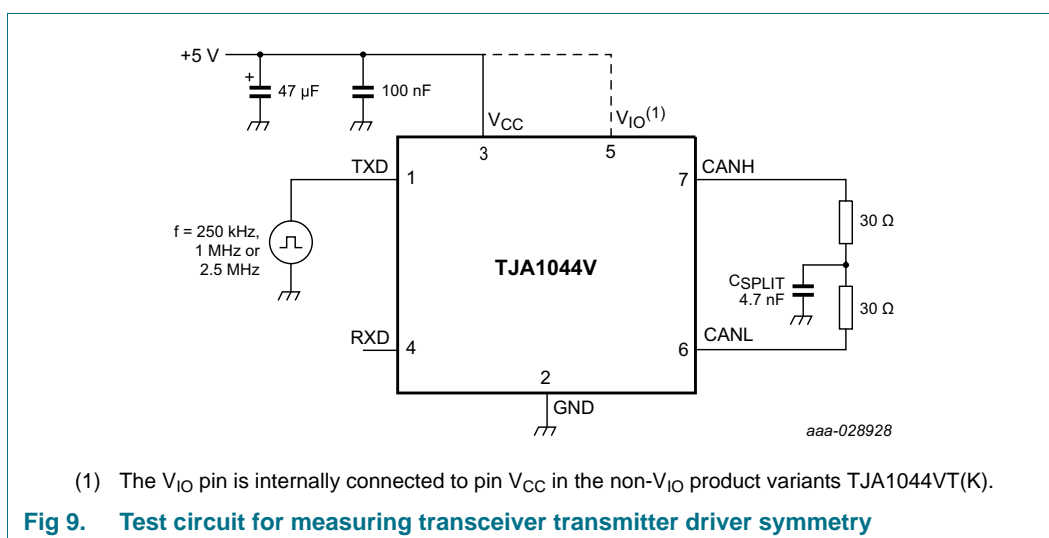 +5 V
+
47 µF
100 nF
VCC
VIO(1)
3
5
TXD
1
7
CANH
30 Ω
f = 250 kHz,
1 MHz or
2.5 MHz
TJA1044V
CSPLIT
4.7 nF
30 Ω
RXD
4
6
CANL
2
GND
aaa-028928
(1) The VIO pin is internally connected to pin VCC in the non-VIO product variants TJA1044VT(K).
Fig 9. Test circuit for measuring transceiver transmitter driver symmetry